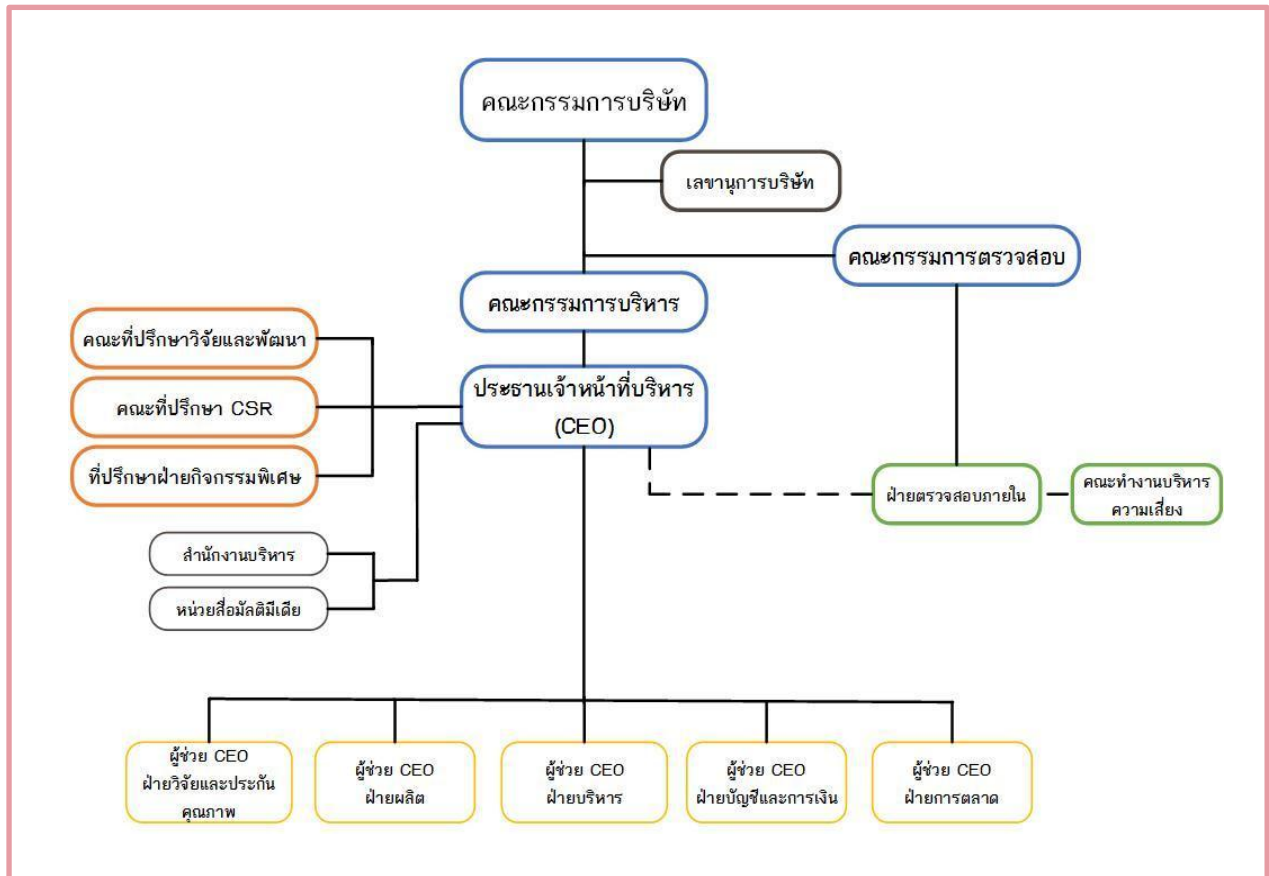 คณะกรรมการบริษัท
เลขานุการบริษัท
คณะกรรมการตรวจสอบ
คณะกรรมการบริหาร
คณะที่ปรึกษาวิจัยและพัฒนา
ประธานเจ้าหน้าที่บริหาร
(CEO)
คณะที่ปรึกษา CSR
ที่ปรึกษาฝ่ายกิจกรรมพิเศษ
ฝ่ายตรวจสอบภายใน
คณะทำงานบริหาร
ความเสี่ยง
สำนักงานบริหาร
หน่วยสื่อมัลติมีเดีย
ผู้ช่วย CEO
ฝ่ายวิจัยและประกัน
คุณภาพ
ผู้ช่วย CEO
ฝ่ายผลิต
ผู้ช่วย CEO
ฝ่ายบริหาร
ผู้ช่วย CEO
ฝ่ายบัญชีและการเงิน
ผู้ช่วย CEO
ฝ่ายการตลาด